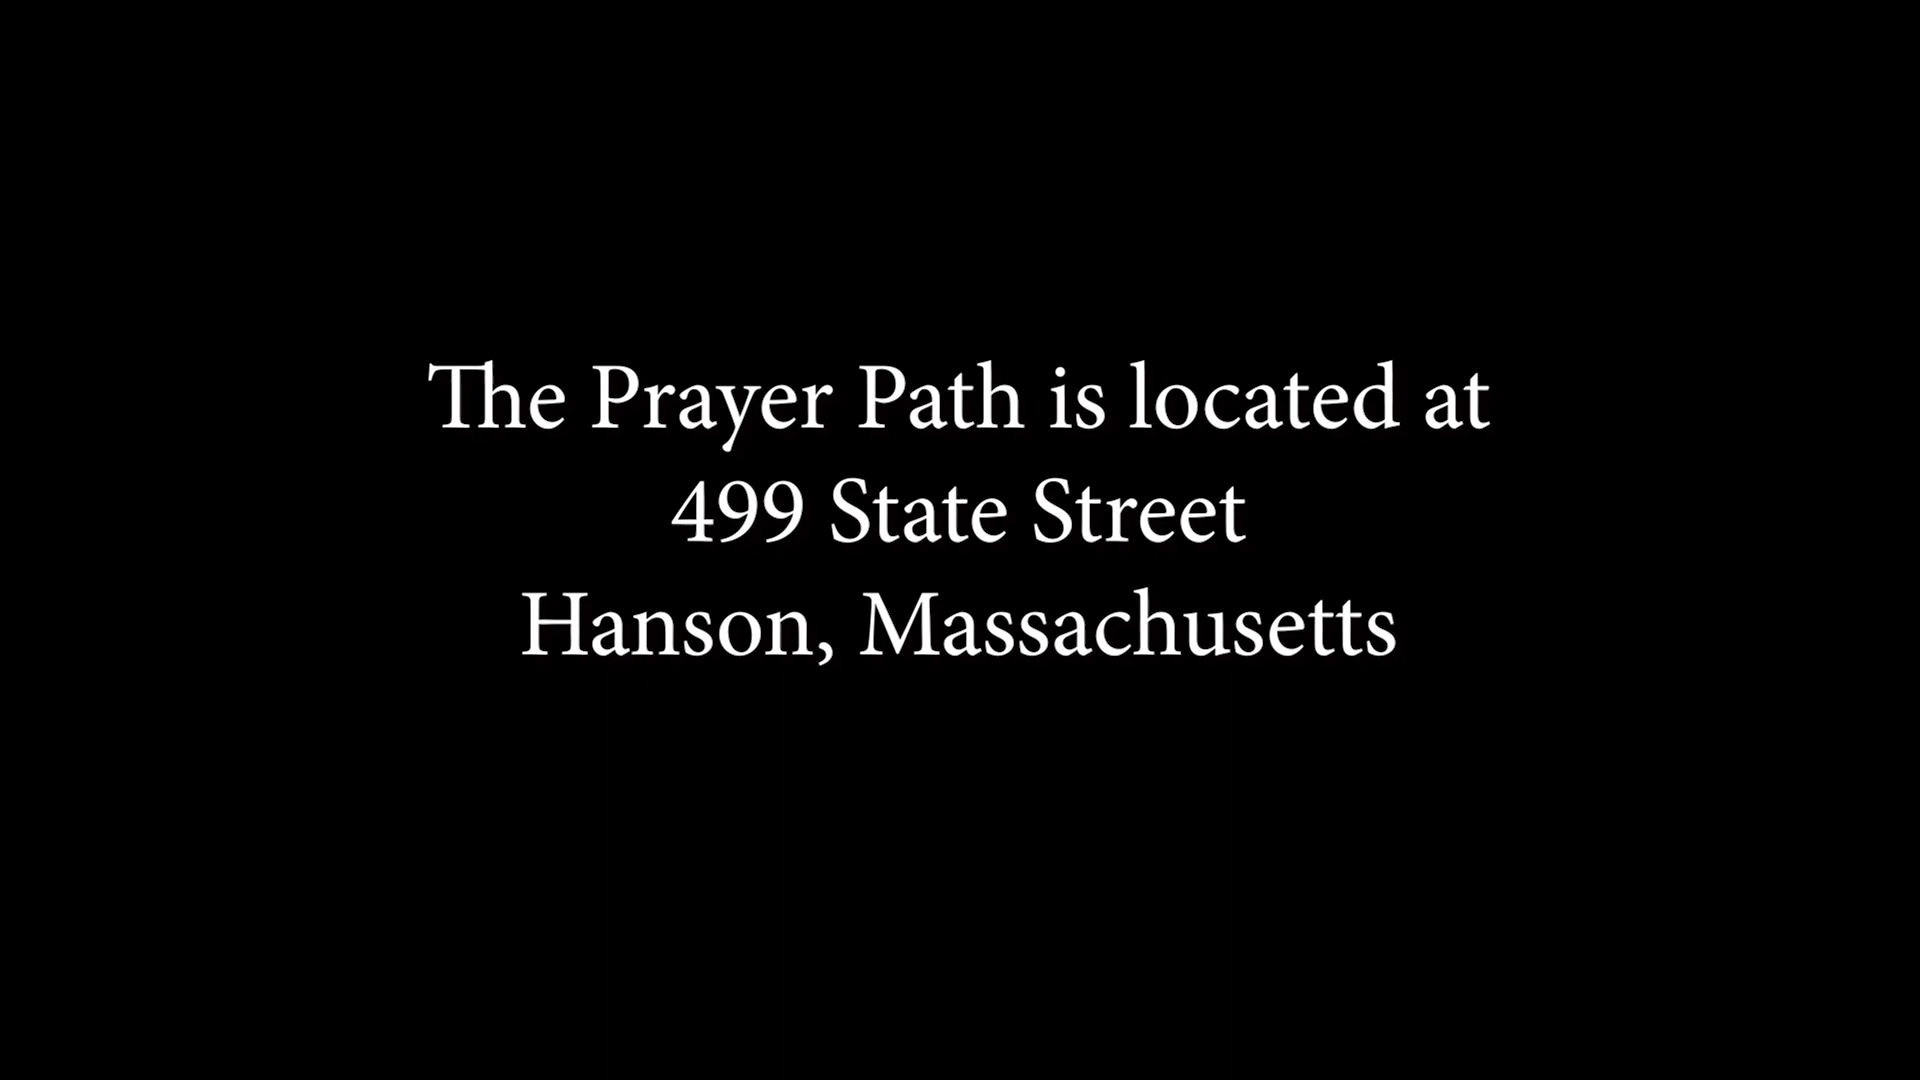 The Prayer Path is located at
499 State Street
Hanson, Massachusetts